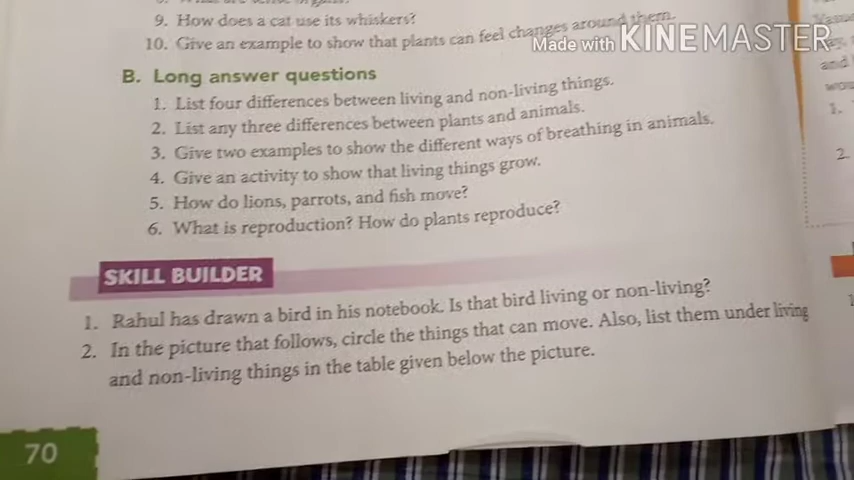 9. How does a cat use its whiskers?
10. Give an example to show that plants can feel changes around them.
Made with KINEMASTER
B. Long answer questions
1. List four differences between living and non-living things.
2. List any three differences between plants and animals.
3. Give two examples to show the different ways of breathing in animals.
4. Give an activity to show that living things grow.
5. How do lions, parrots, and fish move?
6. What is reproduction? How do plants reproduce?
SKILL BUILDER
1. Rahul has drawn a bird in his notebook. Is that bird living or non-living?
2. In the picture that follows, circle the things that can move. Also, list them under living
and non-living things in the table given below the picture.
70
and
1.
2.